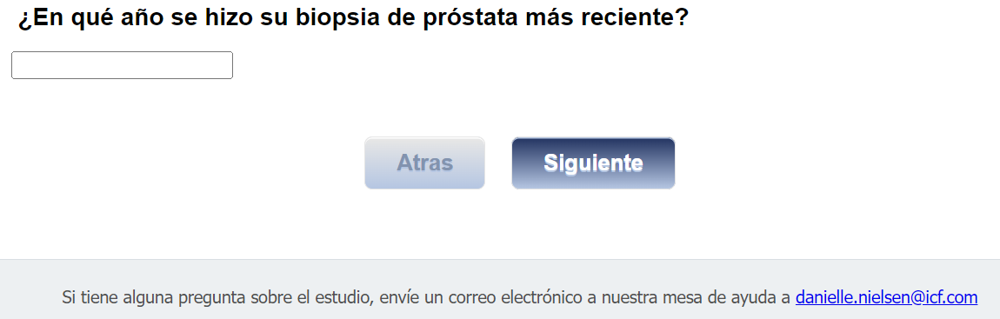 ¿En qué año se hizo su biopsia de próstata más reciente?
Atras
Siguiente
Si tiene alguna pregunta sobre el estudio, envíe un correo electrónico a nuestra mesa de ayuda a danielle.nielsen@icf.com